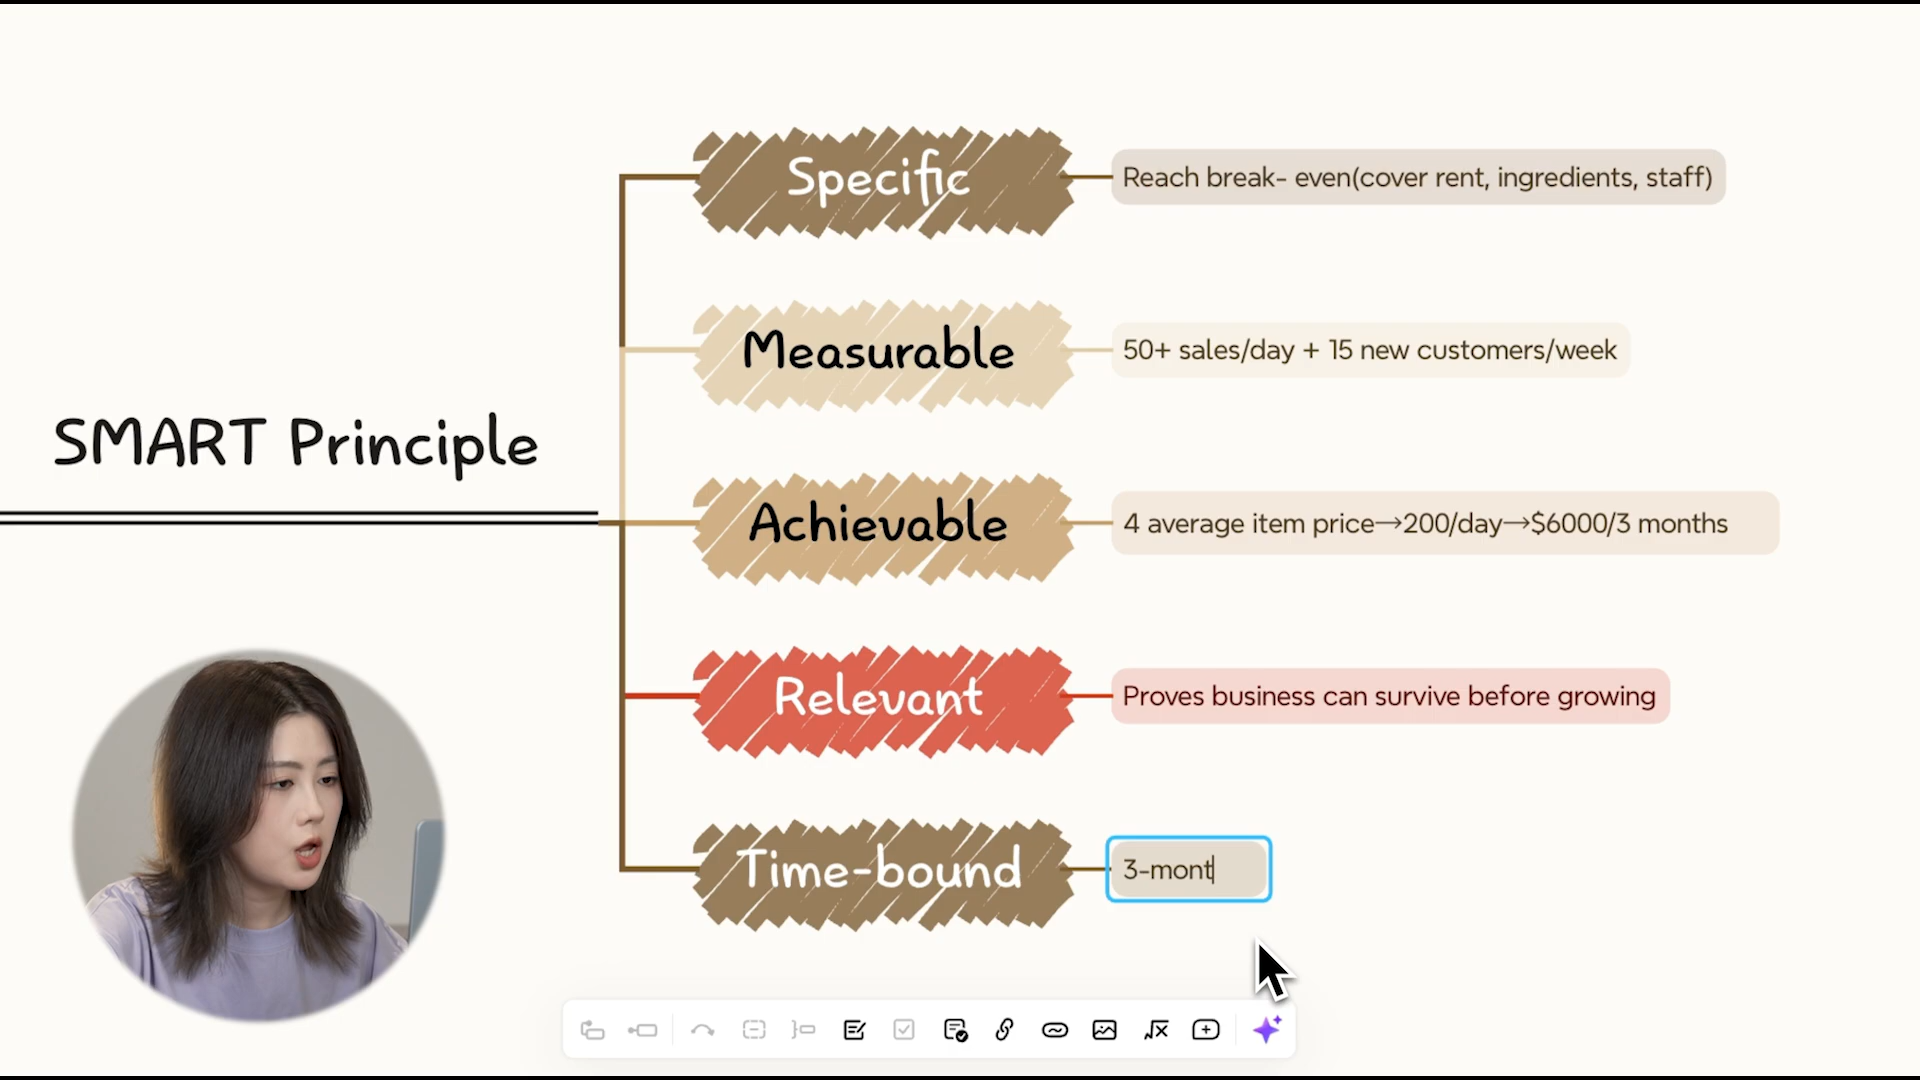 SMART Principle
Specific
Reach break- even(cover rent, ingredients, staff)
Measurable
50+ sales/day + 15 new customers/week
Achievable
4 average item price→200/day→$6000/3 months
Relevant
Proves business can survive before growing
Time-bound
3-mont